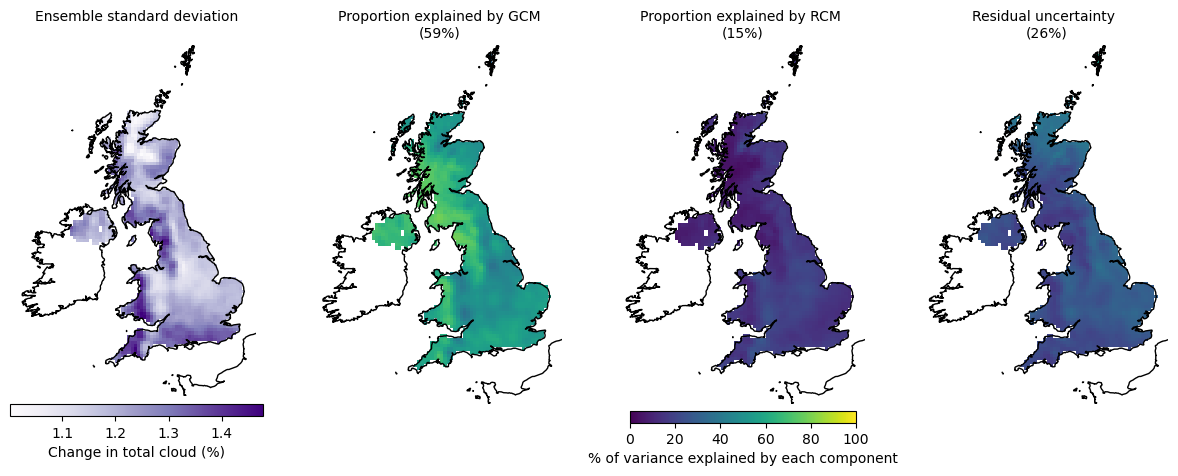 Ensemble standard deviation
Proportion explained by GCM
(59%)
Proportion explained by RCM
(15%)
Residual uncertainty
(26%)
1.1 1.2 1.3 1.4
Change in total cloud (%)
0 20 40 60 80 100
% of variance explained by each component